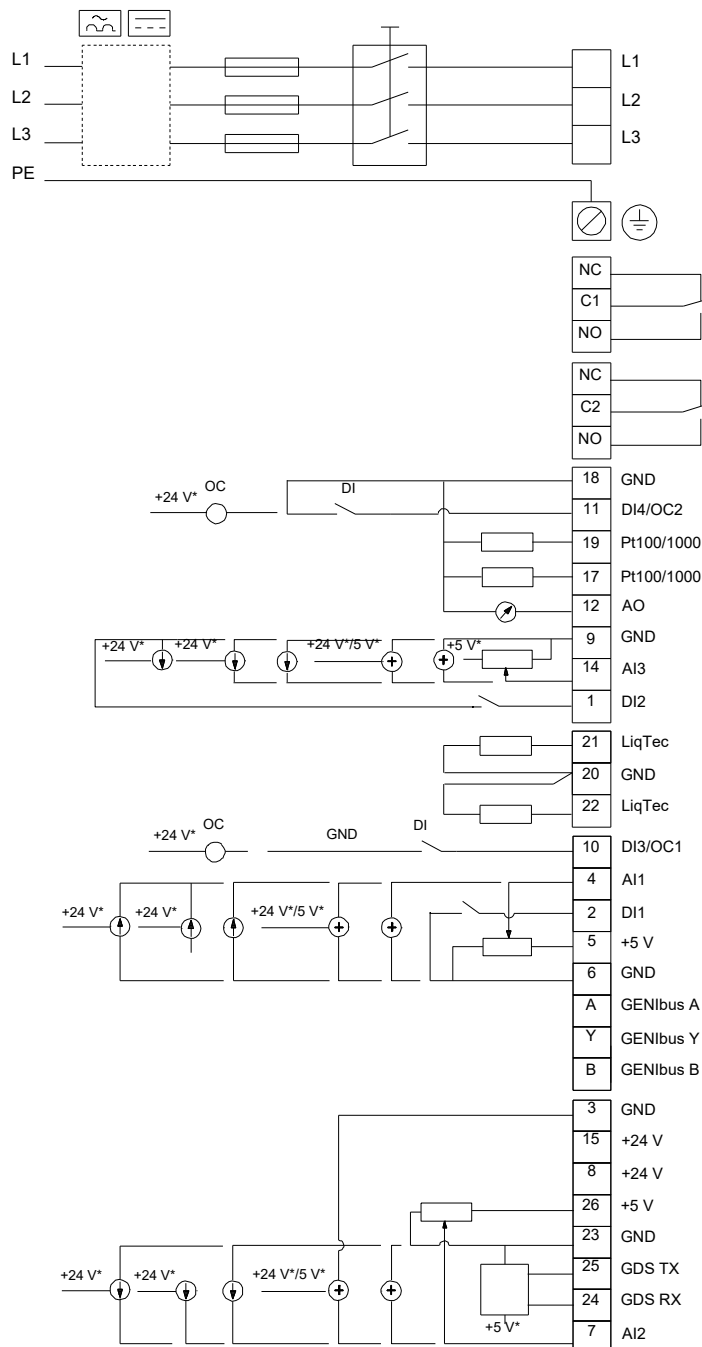 L1 L1
L2 L2
L3 L3
PE
NC
C1
NO
NC
C2
NO
18 GND
+24 V* OC DI 11 DI4/OC2
19 Pt100/1000
17 Pt100/1000
12 AO
9 GND
+24 V* +24 V* +24 V*/5 V* +5 V*
14 AI3
1 DI2
21 LiqTec
20 GND
22 LiqTec
+24 V* OC GND DI 10 DI3/OC1
4 AI1
+24 V* +24 V* +24 V*/5 V* 2 DI1
5 +5 V
6 GND
A GENIbus A
Y GENIbus Y
B GENIbus B
3 GND
15 +24 V
8 +24 V
26 +5 V
23 GND
+24 V* +24 V* +24 V*/5 V* 25 GDS TX
24 GDS RX
+5 V*
7 AI2